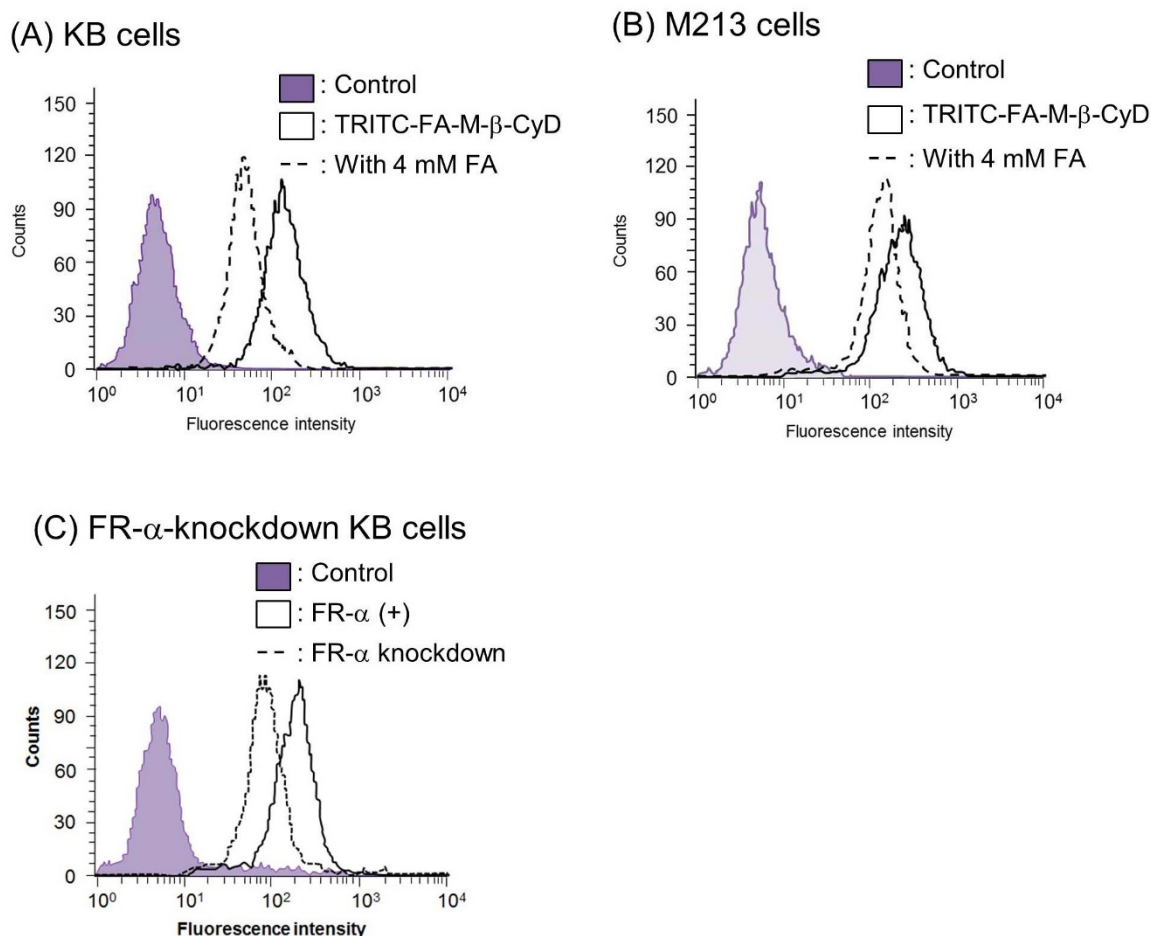 (A) KB cells
: Control
: TRITC-FA-M-β-CyD
: With 4 mM FA
150
120
90
60
30
0
Counts
10⁰ 10¹ 10² 10³ 10⁴
Fluorescence intensity
(B) M213 cells
: Control
: TRITC-FA-M-β-CyD
: With 4 mM FA
150
120
90
60
30
0
Counts
10⁰ 10¹ 10² 10³ 10⁴
Fluorescence intensity
(C) FR-α-knockdown KB cells
: Control
: FR-α (+)
: FR-α knockdown
150
120
90
60
30
0
Counts
10⁰ 10¹ 10² 10³ 10⁴
Fluorescence intensity